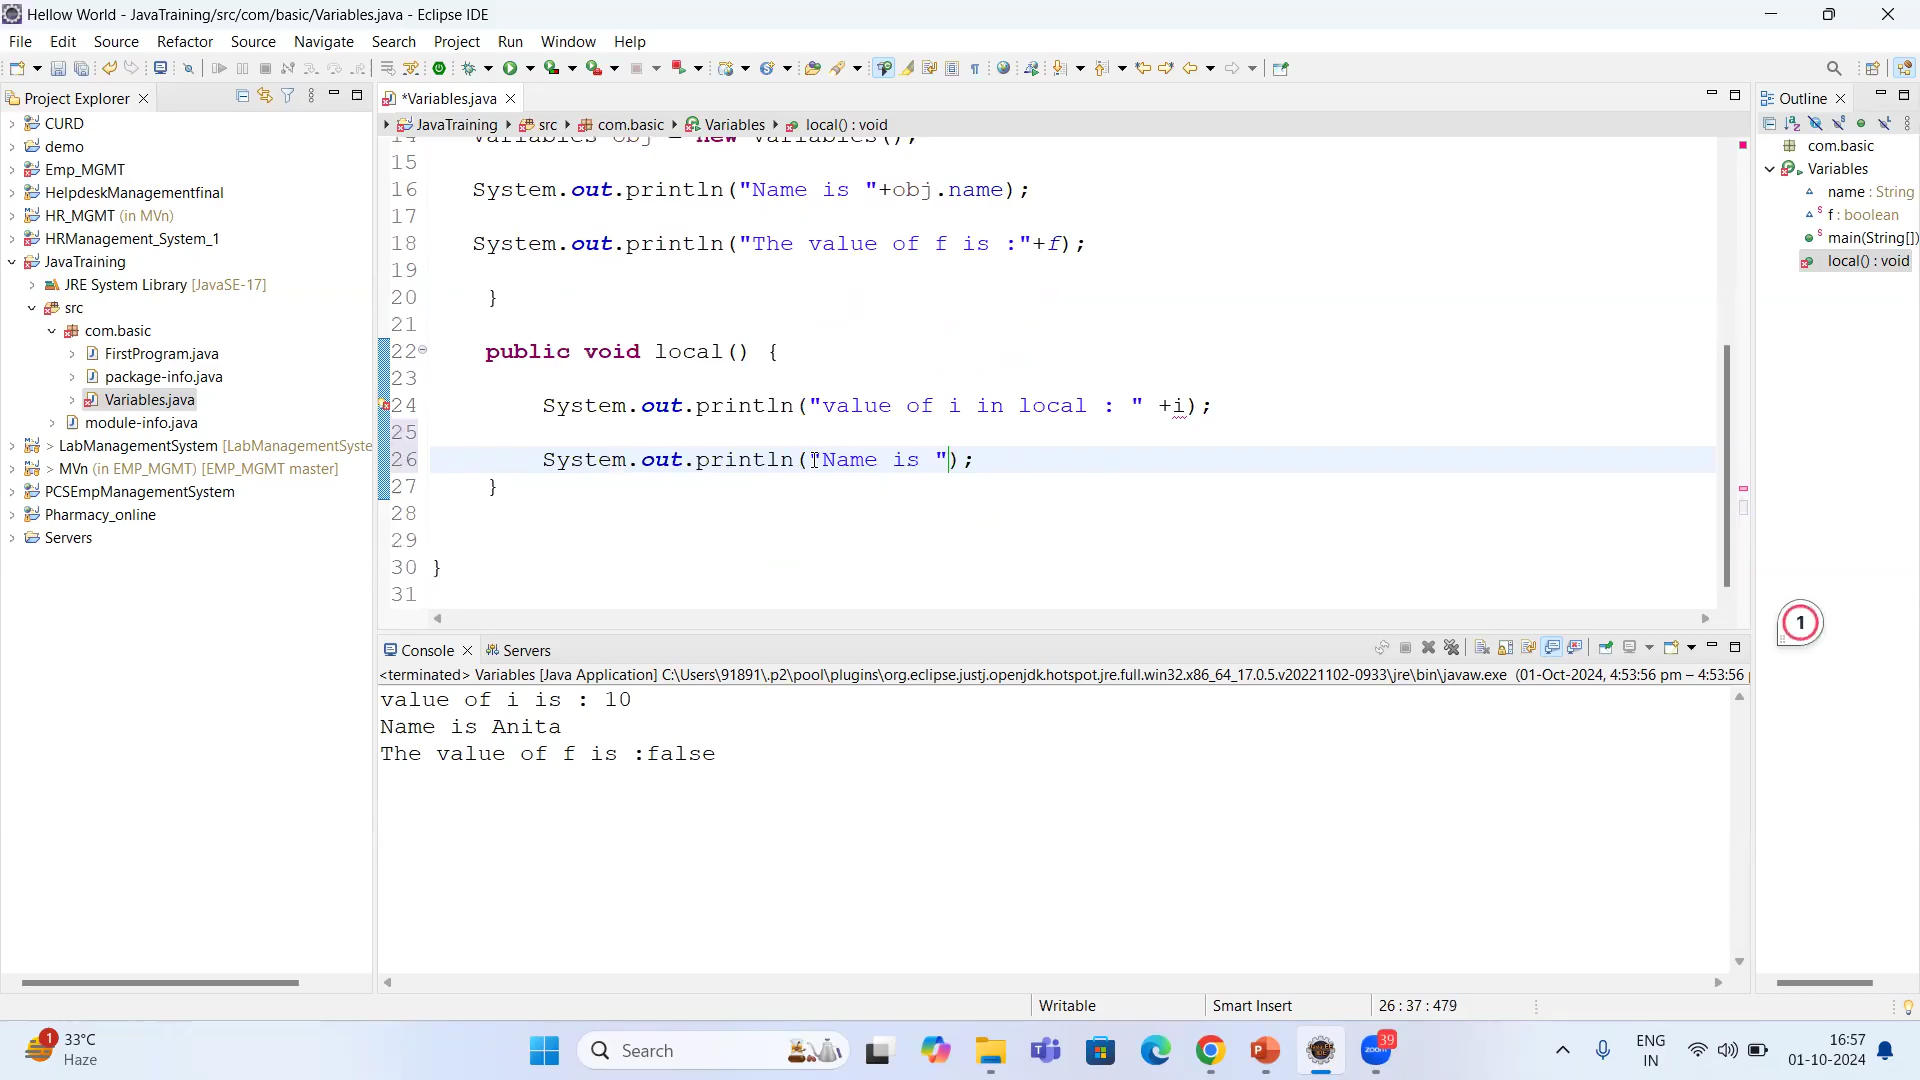 Hellow World - JavaTraining/src/com/basic/Variables.java - Eclipse IDE
File Edit Source Refactor Source Navigate Search Project Run Window Help
Project Explorer
*Variables.java
Outline
JavaTraining src com.basic Variables local() : void
CURD
demo
Emp_MGMT
HelpdeskManagementfinal
HR_MGMT (in MVn)
HRManagement_System_1
JavaTraining
JRE System Library [JavaSE-17]
src
com.basic
FirstProgram.java
package-info.java
Variables.java
module-info.java
> LabManagementSystem [LabManagementSyste
> MVn (in EMP_MGMT) [EMP_MGMT master]
PCSEmpManagementSystem
Pharmacy_online
Servers
14 Variables obj = new Variables();
15
16 System.out.println("Name is "+obj.name);
17
18 System.out.println("The value of f is :"+f);
19
20 }
21
22 public void local() {
23
24 System.out.println("value of i in local : " +i);
25
26 System.out.println("Name is ");
27 }
28
29
30 }
31
com.basic
Variables
name : String
f : boolean
main(String[])
local() : void
1
Console Servers
<terminated> Variables [Java Application] C:\Users\91891\.p2\pool\plugins\org.eclipse.justj.openjdk.hotspot.jre.full.win32.x86_64_17.0.5.v20221102-0933\jre\bin\javaw.exe (01-Oct-2024, 4:53:56 pm – 4:53:56 pm
value of i is : 10
Name is Anita
The value of f is :false
Writable Smart Insert 26 : 37 : 479
1
33°C
Haze
Search
39
ENG
IN
16:57
01-10-2024